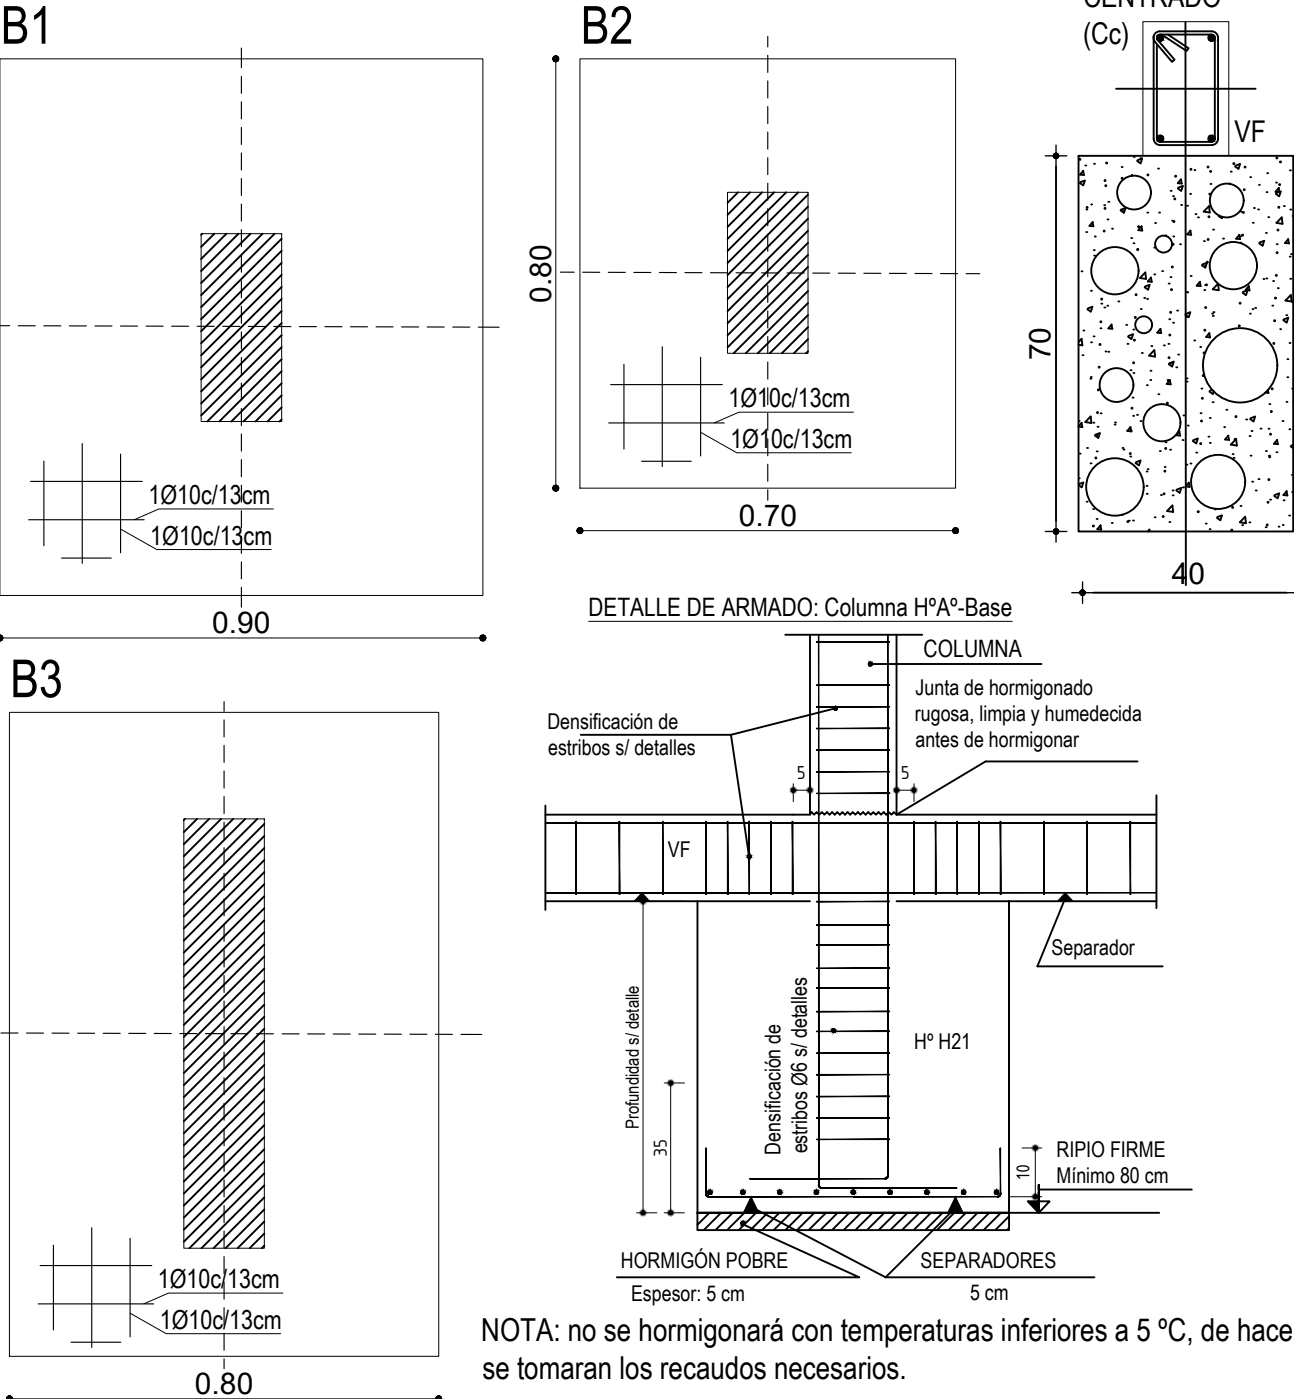 B1
1Ø10c/13cm
1Ø10c/13cm
0.90
B2
0.80
1Ø10c/13cm
1Ø10c/13cm
0.70
CENTRADO
(Cc)
VF
70
40
B3
1Ø10c/13cm
1Ø10c/13cm
0.80
DETALLE DE ARMADO: Columna HºAº-Base
COLUMNA
Junta de hormigonado
rugosa, limpia y humedecida
antes de hormigonar
Densificación de
estribos s/ detalles
5
5
VF
Separador
Profundidad s/ detalle
35
Densificación de
estribos Ø6 s/ detalles
Hº H21
10
RIPIO FIRME
Mínimo 80 cm
HORMIGÓN POBRE
Espesor: 5 cm
SEPARADORES
5 cm
NOTA: no se hormigonará con temperaturas inferiores a 5 ºC, de hace
se tomaran los recaudos necesarios.